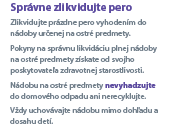 Správne zlikvidujte pero
Zlikvidujte prázdne pero vyhodením do
nádoby určenej na ostré predmety.
Pokyny na správnu likvidáciu plnej nádoby
na ostré predmety získate od svojho
poskytovateľa zdravotnej starostlivosti.
Nádobu na ostré predmety nevyhadzujte
do domového odpadu ani nerecyklujte.
Vždy uchovávajte nádobu mimo dohľadu a
dosahu detí.